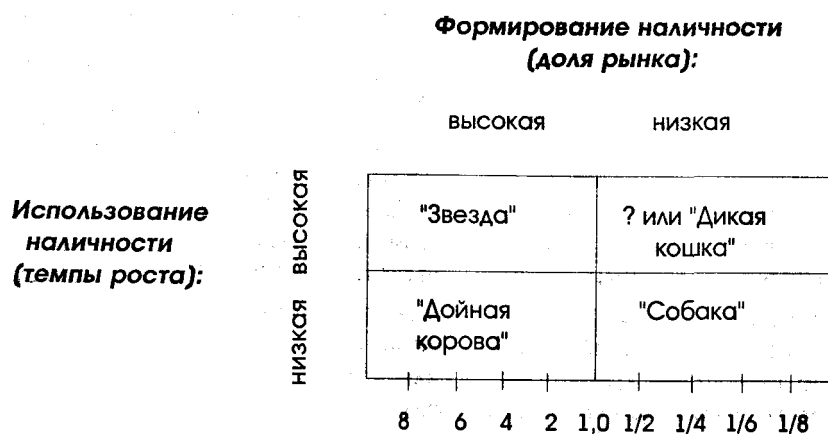 Формирование наличности
(доля рынка):
высокая низкая
Использование
наличности
(темпы роста):
высокая
"Звезда" ? или "Дикая
кошка"
низкая
"Дойная
корова"
"Собака"
8 6 4 2 1,0 1/2 1/4 1/6 1/8